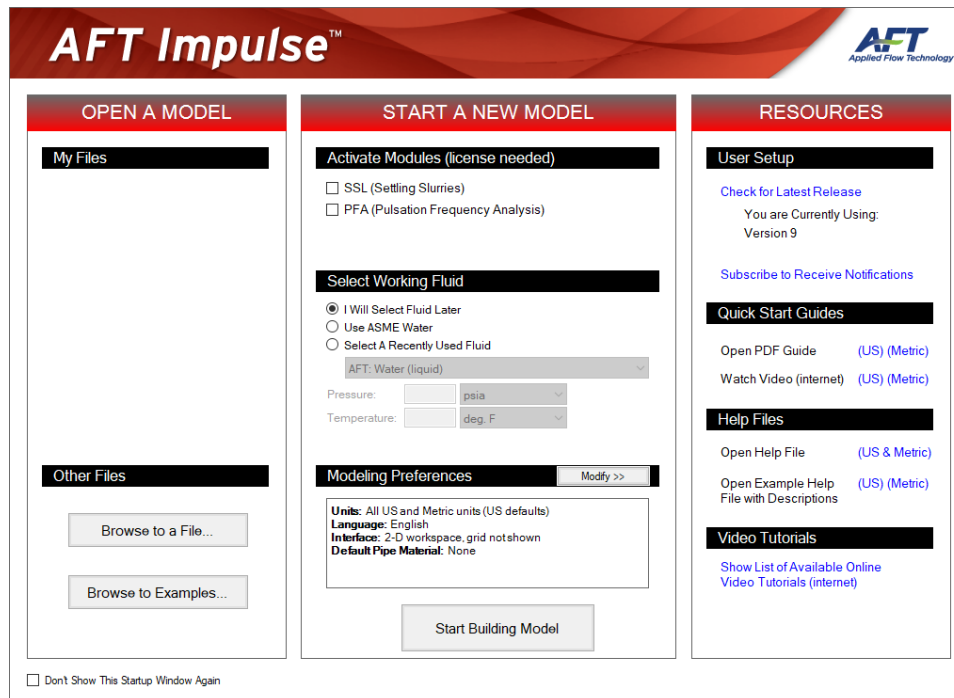 AFT Impulse™
AFT
Applied Flow Technology
OPEN A MODEL
My Files
Other Files
Browse to a File...
Browse to Examples...
START A NEW MODEL
Activate Modules (license needed)
SSL (Settling Slurries)
PFA (Pulsation Frequency Analysis)
Select Working Fluid
I Will Select Fluid Later
Use ASME Water
Select A Recently Used Fluid
AFT: Water (liquid)
Pressure: psia
Temperature: deg. F
Modeling Preferences Modify >>
Units: All US and Metric units (US defaults)
Language: English
Interface: 2-D workspace, grid not shown
Default Pipe Material: None
Start Building Model
RESOURCES
User Setup
Check for Latest Release
You are Currently Using:
Version 9
Subscribe to Receive Notifications
Quick Start Guides
Open PDF Guide (US) (Metric)
Watch Video (internet) (US) (Metric)
Help Files
Open Help File (US & Metric)
Open Example Help (US) (Metric)
File with Descriptions
Video Tutorials
Show List of Available Online
Video Tutorials (internet)
Don't Show This Startup Window Again